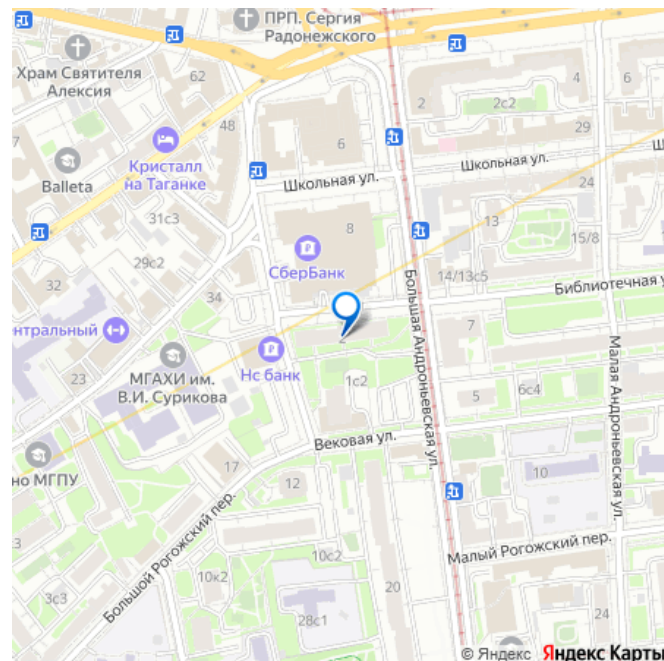 ПРП. Сергия
Радонежского
Храм Святителя
Алексия
62
48
Кристалл
на Таганке
Balleta
6
2
2с2
4
6
29
Школьная ул.
Школьная ул.
24
31с3
29с2
32
8
СберБанк
13
15/8
14/13с5
Библиотечная у
34
нтральный
23
МГАХИ им.
В.И. Сурикова
Нс банк
2
7
1с2
5
6с4
Большая Андроньевская ул.
Малая Андроньевская ул.
но МГПУ
17
Вековая ул.
12
10
Большой Рогожский пер.
10с2
10к2
Малый Рогожский пер.
3с3
28с1
20
24
© Яндекс Яндекс Карты